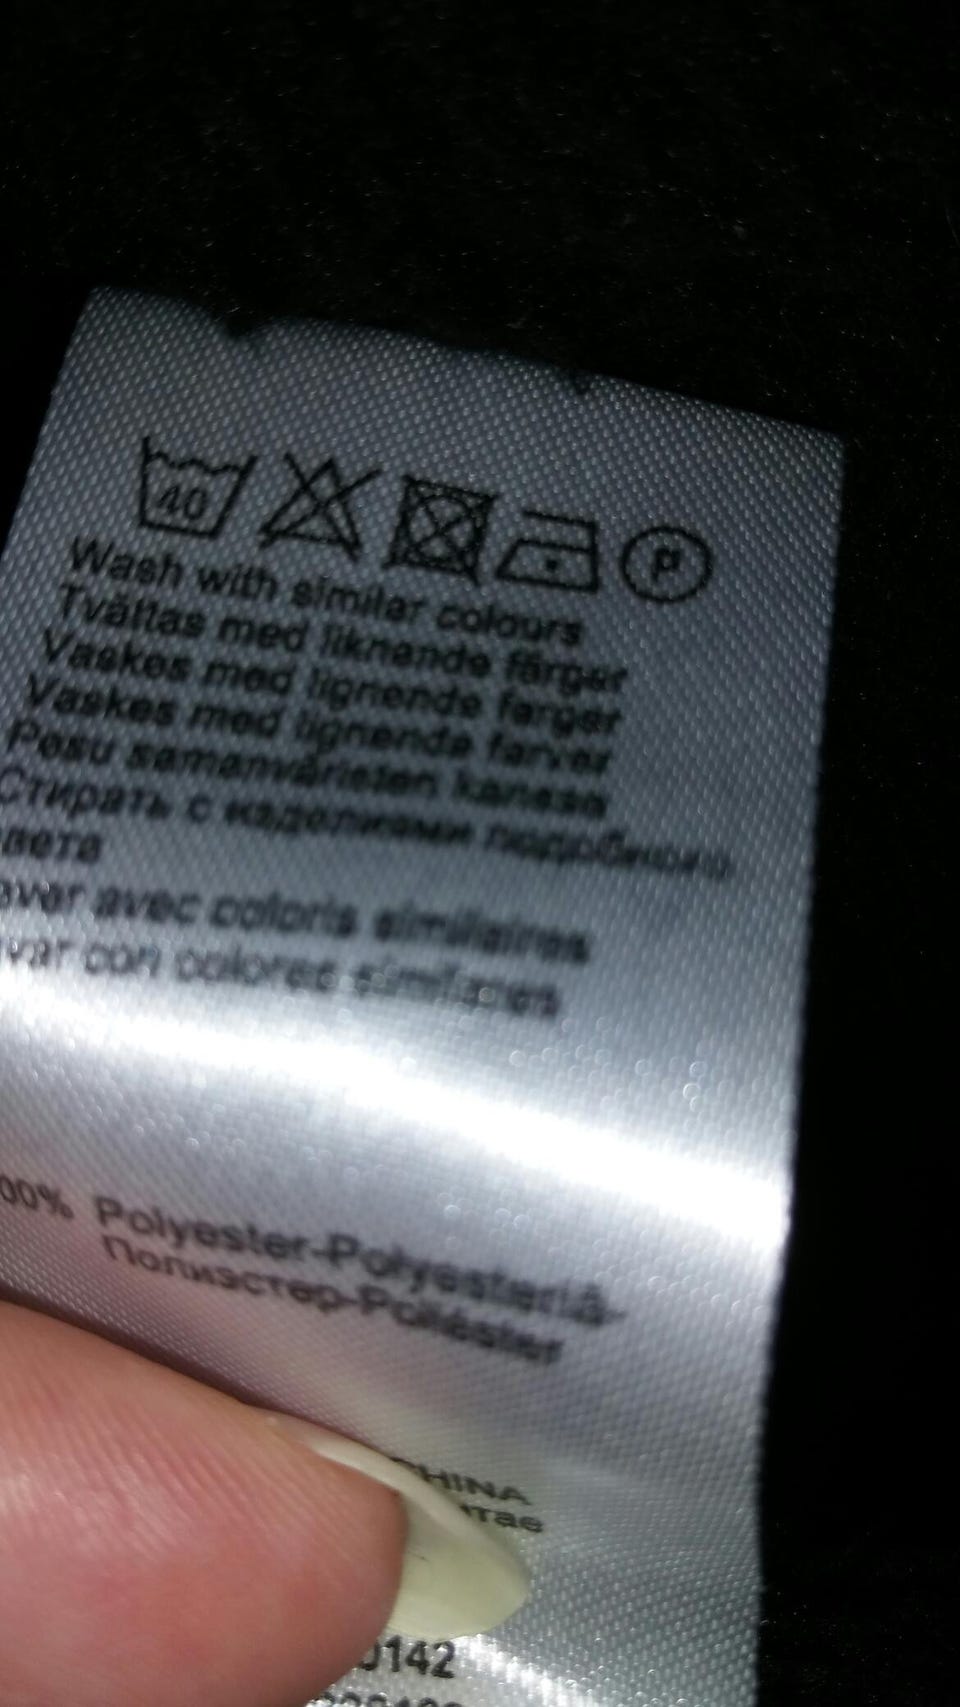 40 P
Wash with similar colours
Tvättas med liknande färger
Vaskes med lignende farger
Vaskes med lignende farver
Pesu samanväristen kanssa
Стирать с изделиями подобного
цвета
avar avec coloris similaires
var con colores similares
00% Polyester-Polyesteriä-
Полиэстер-Poliéster
CHINA
итае
0142